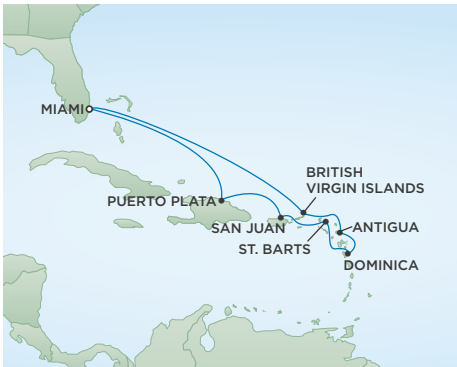 MIAMI
BRITISH
VIRGIN ISLANDS
PUERTO PLATA
SAN JUAN
ANTIGUA
ST. BARTS
DOMINICA